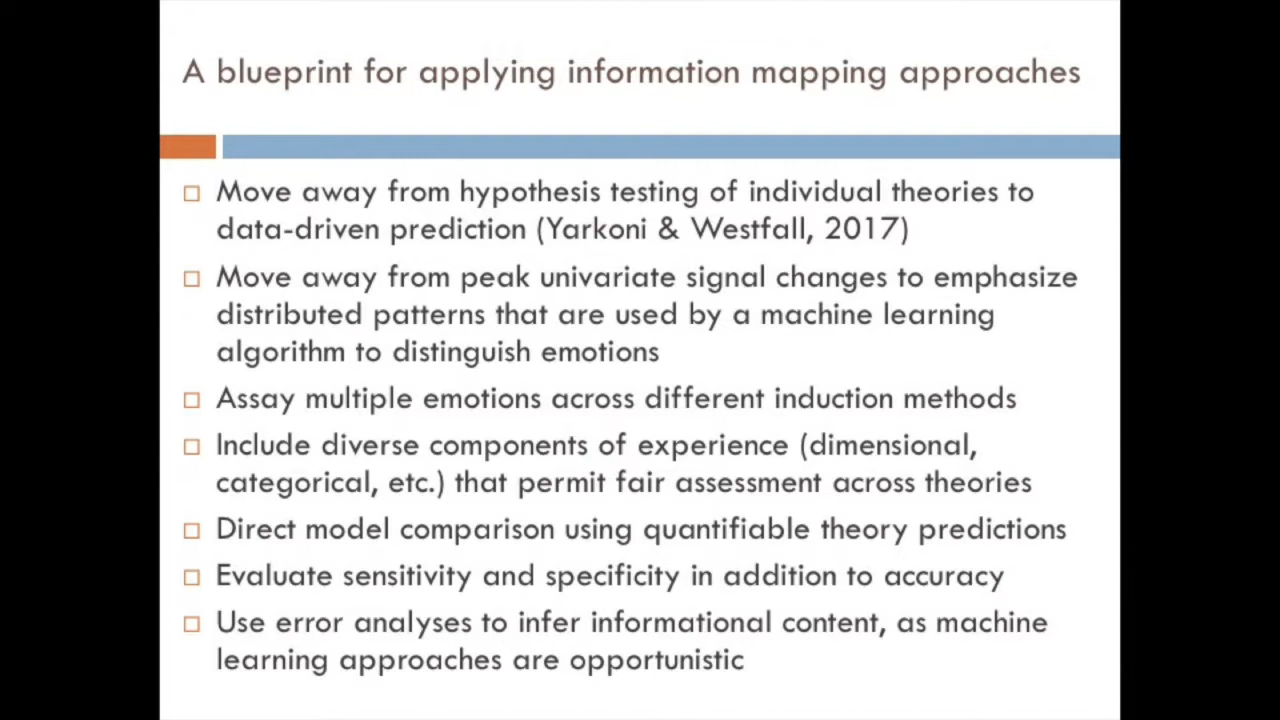 A blueprint for applying information mapping approaches
Move away from hypothesis testing of individual theories to
data-driven prediction (Yarkoni & Westfall, 2017)
Move away from peak univariate signal changes to emphasize
distributed patterns that are used by a machine learning
algorithm to distinguish emotions
Assay multiple emotions across different induction methods
Include diverse components of experience (dimensional,
categorical, etc.) that permit fair assessment across theories
Direct model comparison using quantifiable theory predictions
Evaluate sensitivity and specificity in addition to accuracy
Use error analyses to infer informational content, as machine
learning approaches are opportunistic